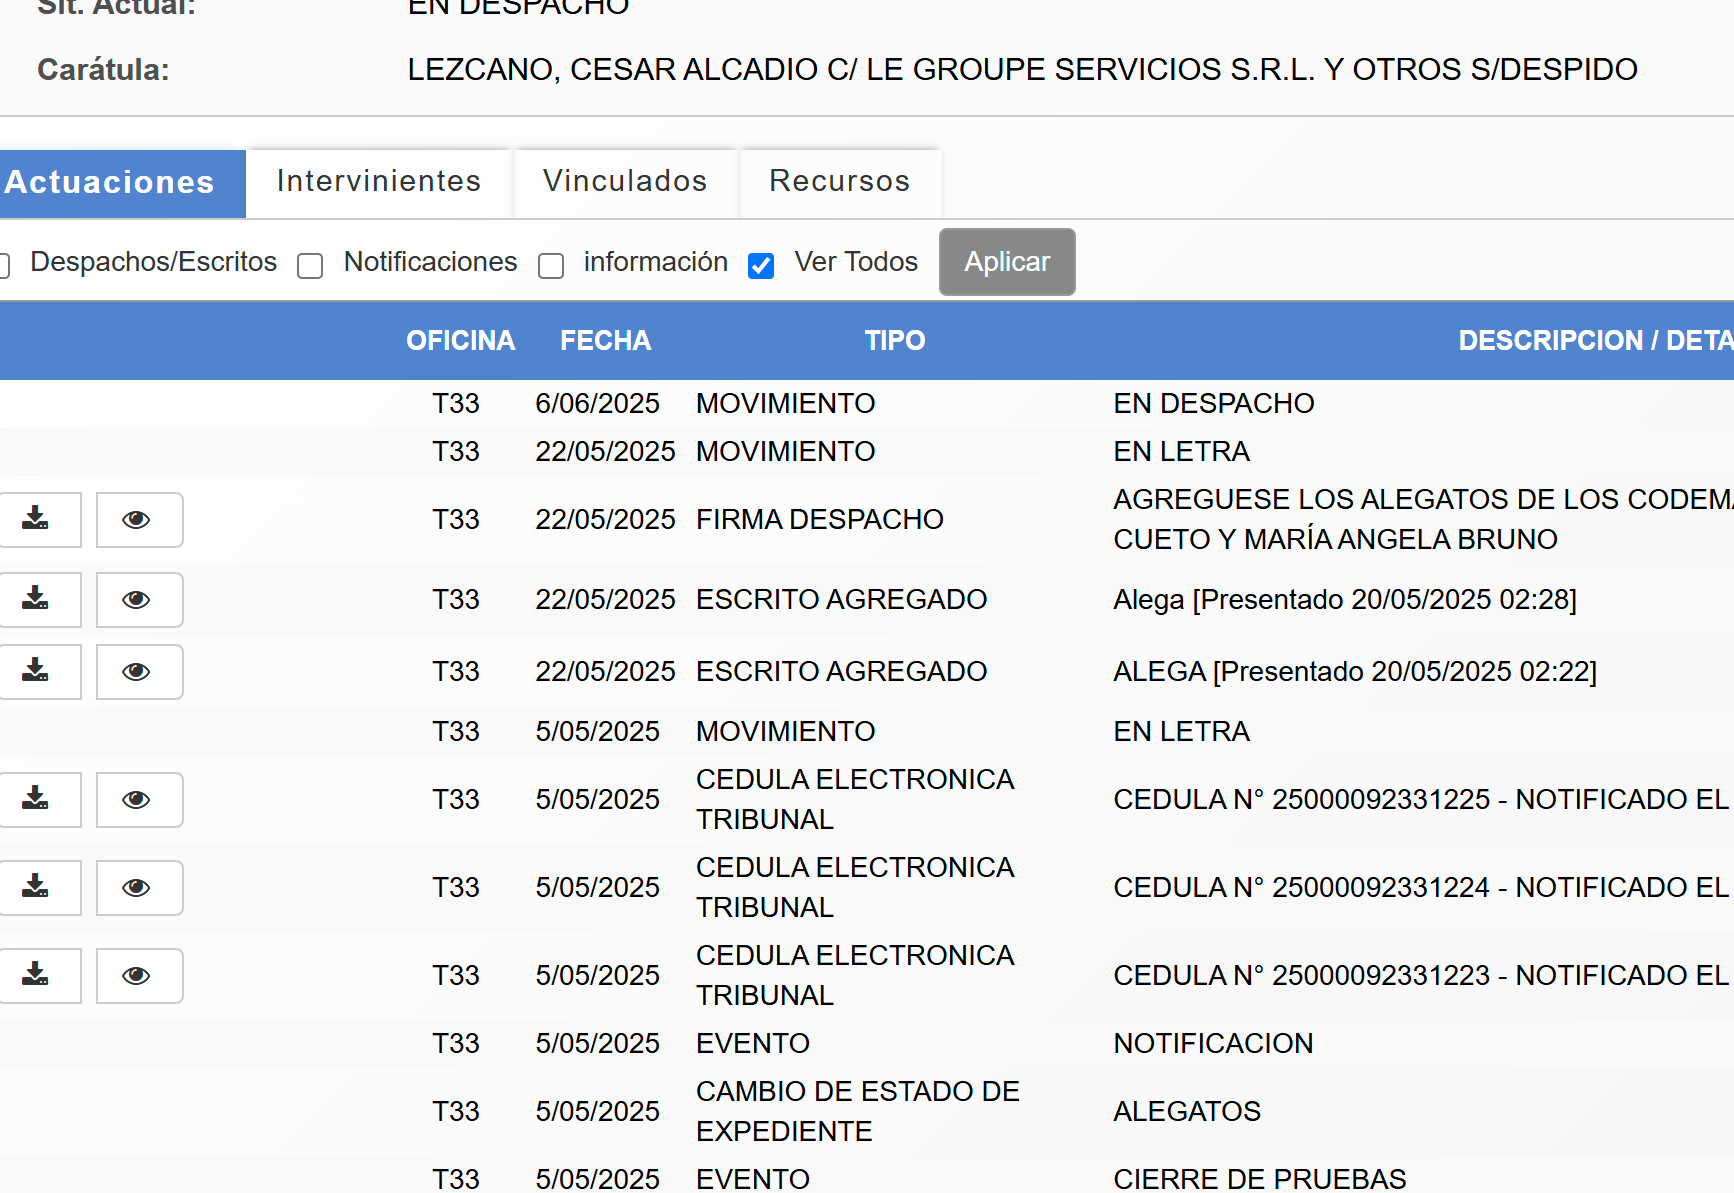 Sit. Actual: EN DESPACHO
Carátula: LEZCANO, CESAR ALCADIO C/ LE GROUPE SERVICIOS S.R.L. Y OTROS S/DESPIDO
Actuaciones Intervinientes Vinculados Recursos
Despachos/Escritos Notificaciones información Ver Todos Aplicar
OFICINA FECHA TIPO DESCRIPCION / DETA
T33 6/06/2025 MOVIMIENTO EN DESPACHO
T33 22/05/2025 MOVIMIENTO EN LETRA
T33 22/05/2025 FIRMA DESPACHO AGREGUESE LOS ALEGATOS DE LOS CODEMA
CUETO Y MARÍA ANGELA BRUNO
T33 22/05/2025 ESCRITO AGREGADO Alega [Presentado 20/05/2025 02:28]
T33 22/05/2025 ESCRITO AGREGADO ALEGA [Presentado 20/05/2025 02:22]
T33 5/05/2025 MOVIMIENTO EN LETRA
T33 5/05/2025 CEDULA ELECTRONICA
TRIBUNAL CEDULA N° 25000092331225 - NOTIFICADO EL
T33 5/05/2025 CEDULA ELECTRONICA
TRIBUNAL CEDULA N° 25000092331224 - NOTIFICADO EL
T33 5/05/2025 CEDULA ELECTRONICA
TRIBUNAL CEDULA N° 25000092331223 - NOTIFICADO EL
T33 5/05/2025 EVENTO NOTIFICACION
T33 5/05/2025 CAMBIO DE ESTADO DE
EXPEDIENTE ALEGATOS
T33 5/05/2025 EVENTO CIERRE DE PRUEBAS